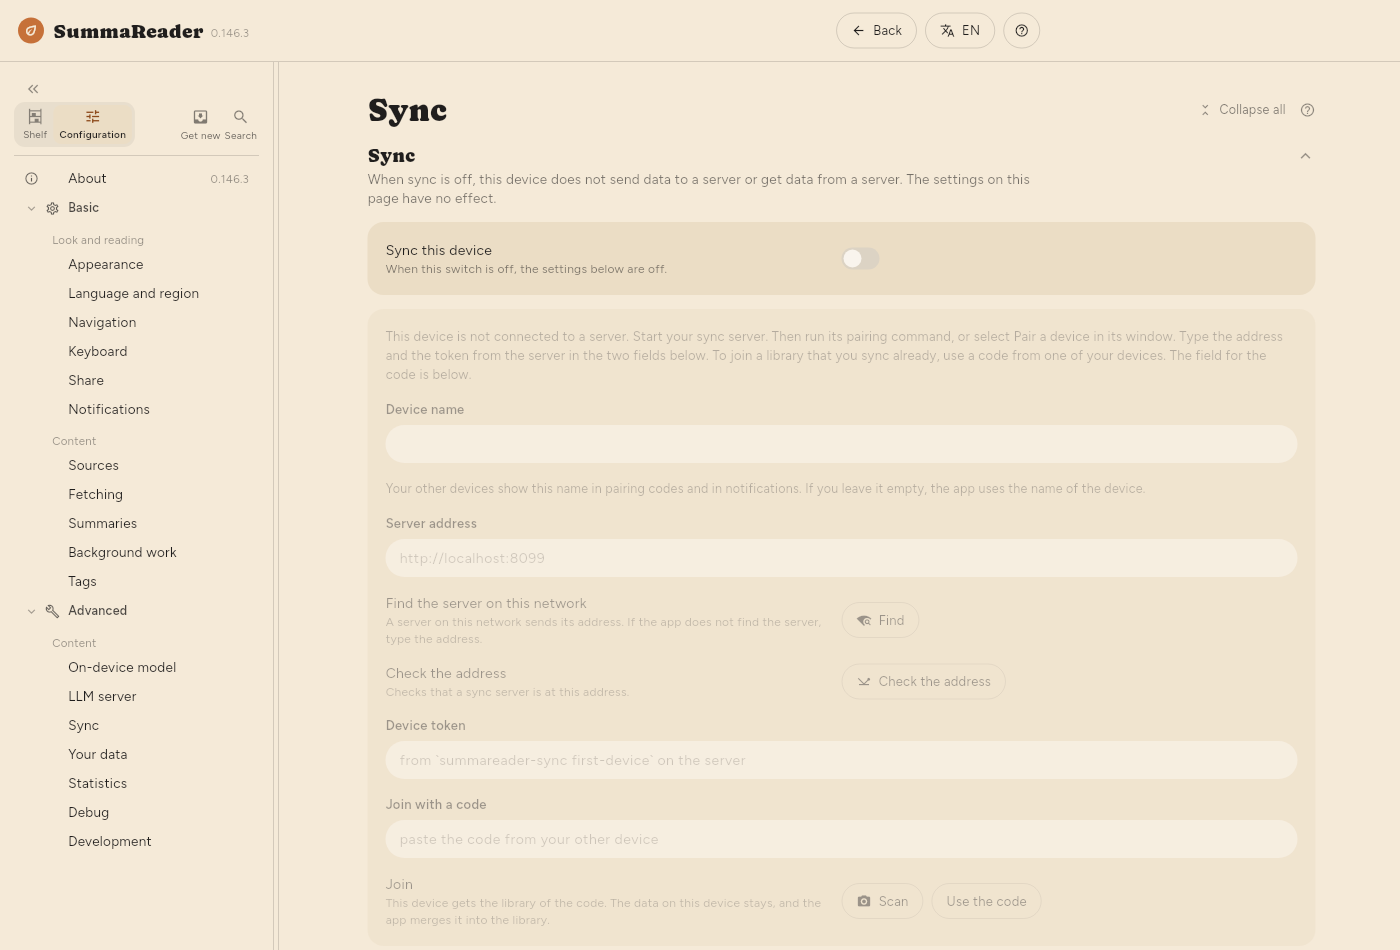 SummaReader 0.146.3
Back
EN
Shelf
Configuration
Get new
Search
About 0.146.3
Basic
Look and reading
Appearance
Language and region
Navigation
Keyboard
Share
Notifications
Content
Sources
Fetching
Summaries
Background work
Tags
Advanced
Content
On-device model
LLM server
Sync
Your data
Statistics
Debug
Development
Sync
Collapse all
Sync
When sync is off, this device does not send data to a server or get data from a server. The settings on this
page have no effect.
Sync this device
When this switch is off, the settings below are off.
This device is not connected to a server. Start your sync server. Then run its pairing command, or select Pair a device in its window. Type the address
and the token from the server in the two fields below. To join a library that you sync already, use a code from one of your devices. The field for the
code is below.
Device name
Your other devices show this name in pairing codes and in notifications. If you leave it empty, the app uses the name of the device.
Server address
http://localhost:8099
Find the server on this network
A server on this network sends its address. If the app does not find the server,
type the address.
Find
Check the address
Checks that a sync server is at this address.
Check the address
Device token
from `summareader-sync first-device` on the server
Join with a code
paste the code from your other device
Join
This device gets the library of the code. The data on this device stays, and the
app merges it into the library.
Scan
Use the code